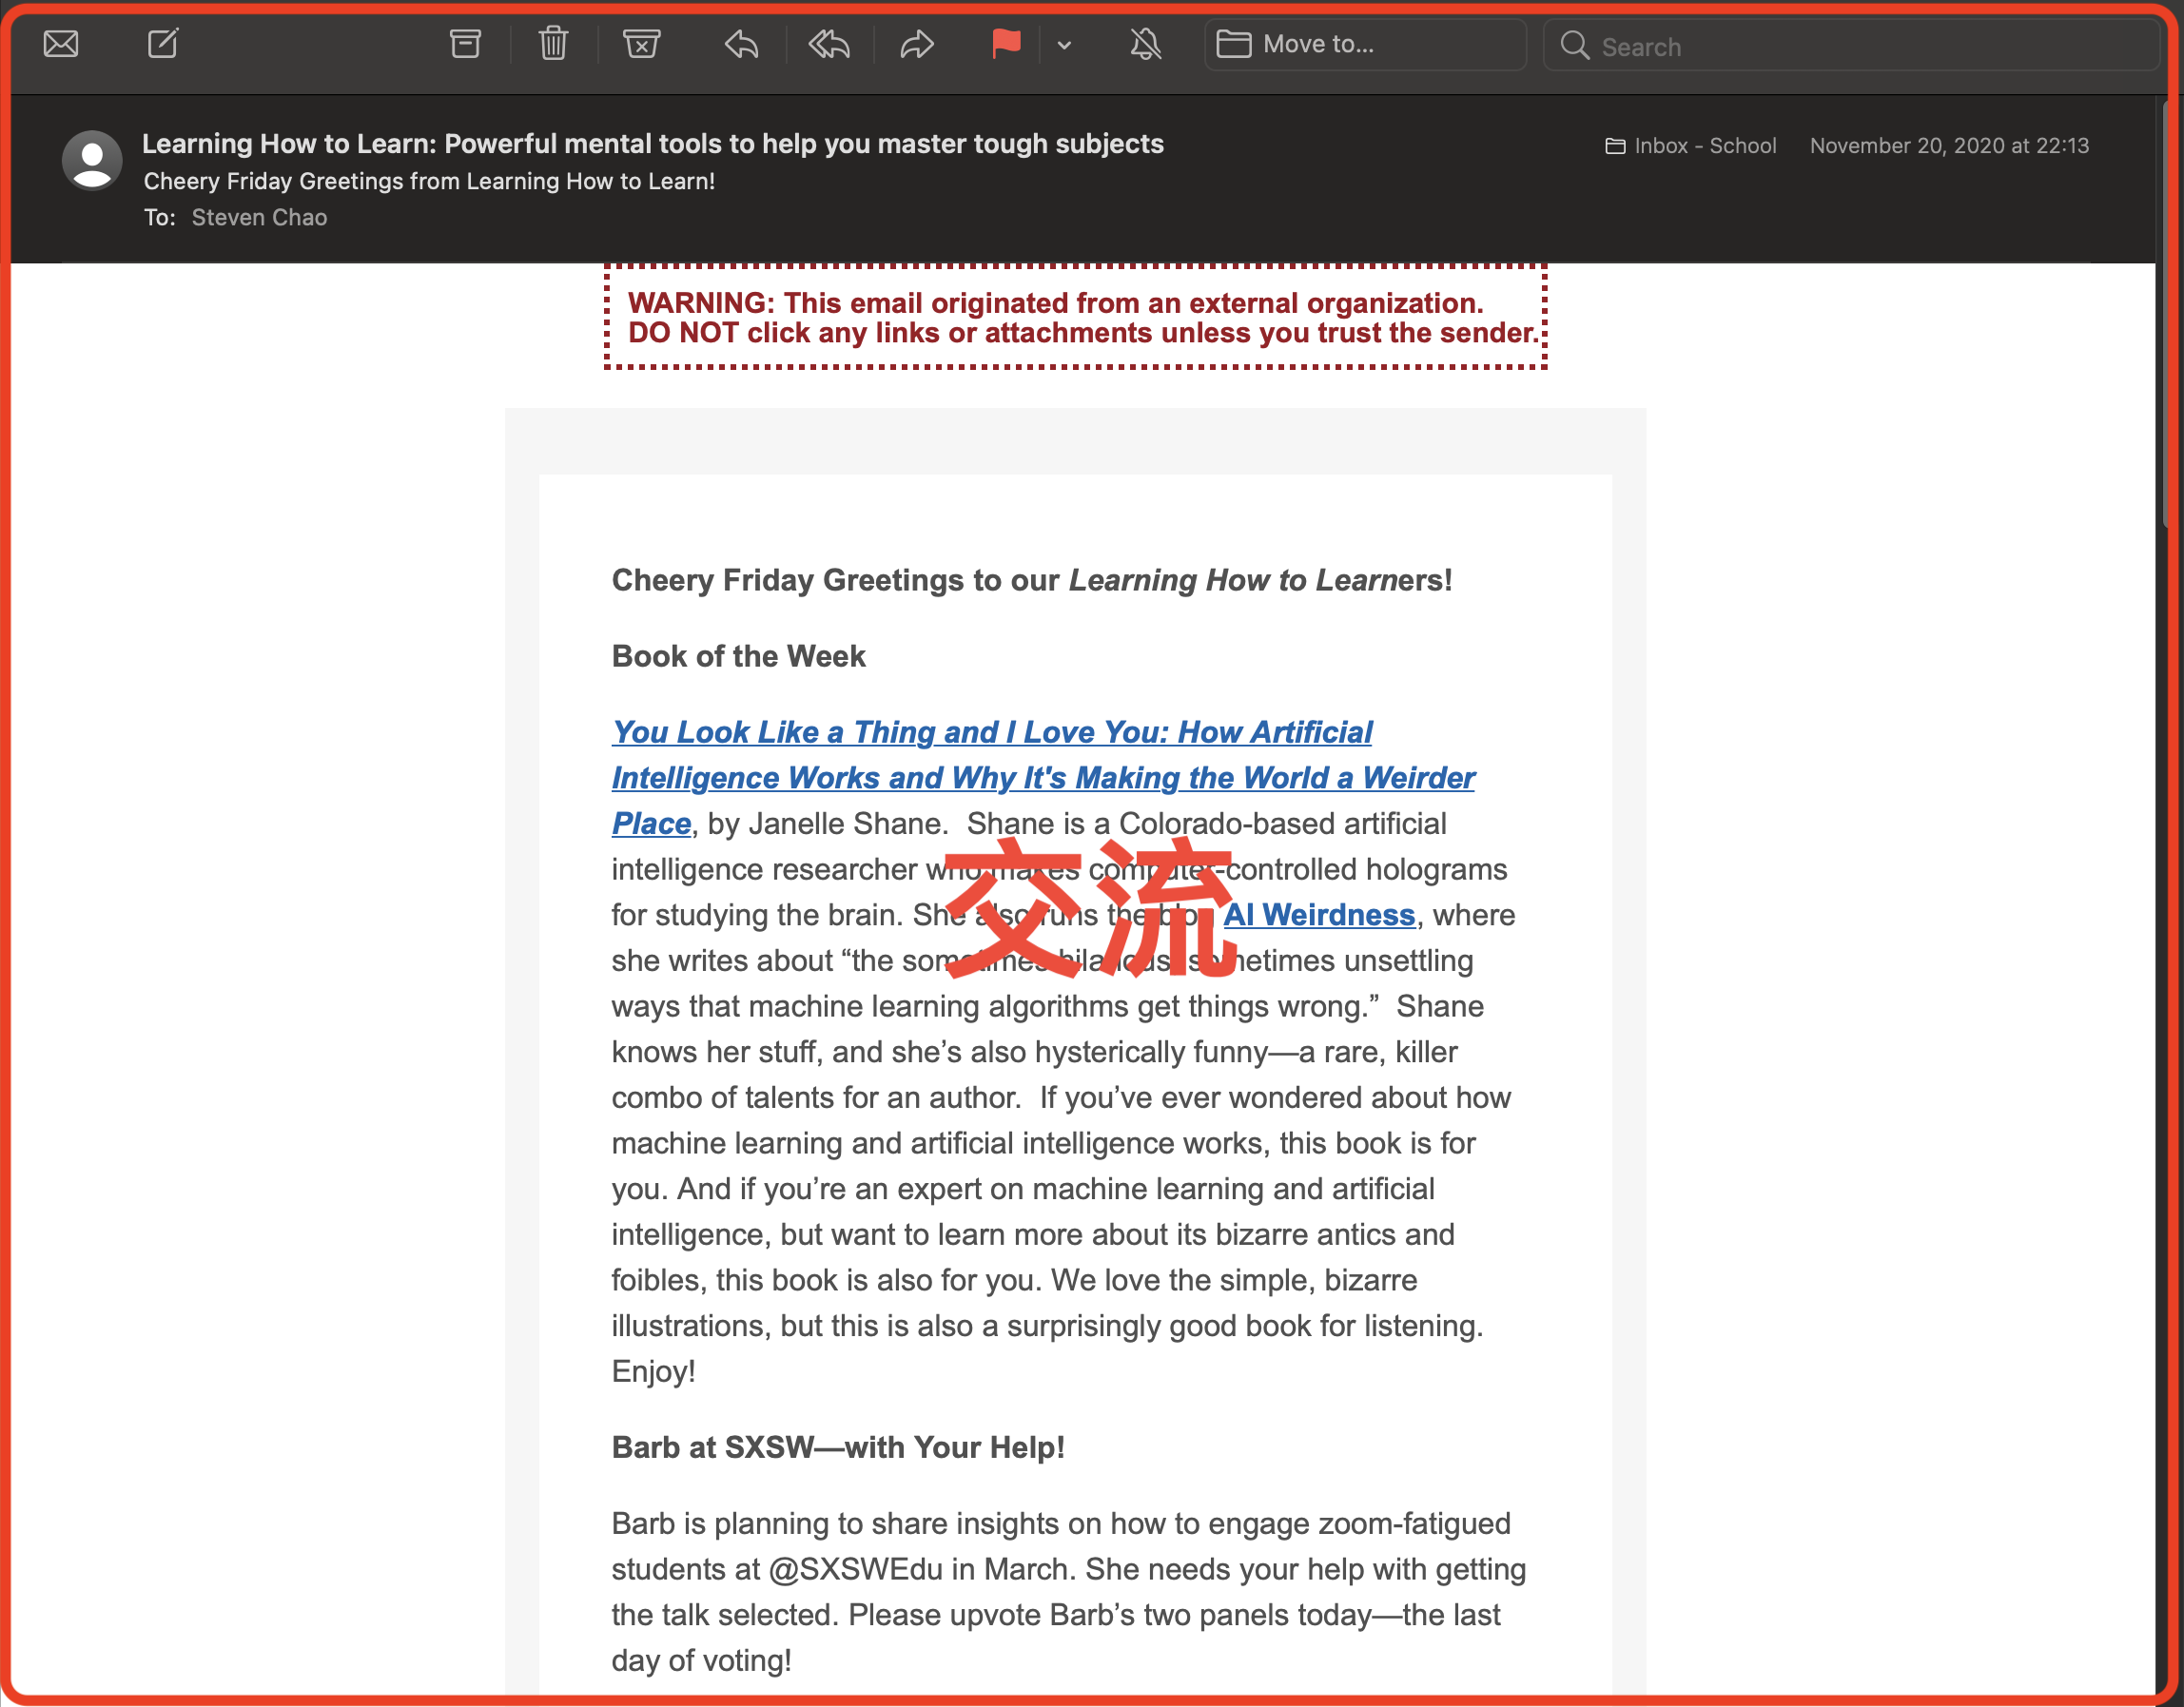 Move to...
Search
Learning How to Learn: Powerful mental tools to help you master tough subjects
Inbox - School
November 20, 2020 at 22:13
Cheery Friday Greetings from Learning How to Learn!
To: Steven Chao
WARNING: This email originated from an external organization.
DO NOT click any links or attachments unless you trust the sender.
Cheery Friday Greetings to our Learning How to Learners!
Book of the Week
You Look Like a Thing and I Love You: How Artificial
Intelligence Works and Why It's Making the World a Weirder
Place, by Janelle Shane.  Shane is a Colorado-based artificial
intelligence researcher who makes computer-controlled holograms
for studying the brain. She also runs the blog AI Weirdness, where
she writes about “the sometimes hilarious, sometimes unsettling
ways that machine learning algorithms get things wrong.”  Shane
knows her stuff, and she’s also hysterically funny—a rare, killer
combo of talents for an author.  If you’ve ever wondered about how
machine learning and artificial intelligence works, this book is for
you. And if you’re an expert on machine learning and artificial
intelligence, but want to learn more about its bizarre antics and
foibles, this book is also for you. We love the simple, bizarre
illustrations, but this is also a surprisingly good book for listening.
Enjoy!
Barb at SXSW—with Your Help!
Barb is planning to share insights on how to engage zoom-fatigued
students at @SXSWEdu in March. She needs your help with getting
the talk selected. Please upvote Barb’s two panels today—the last
day of voting!
交流